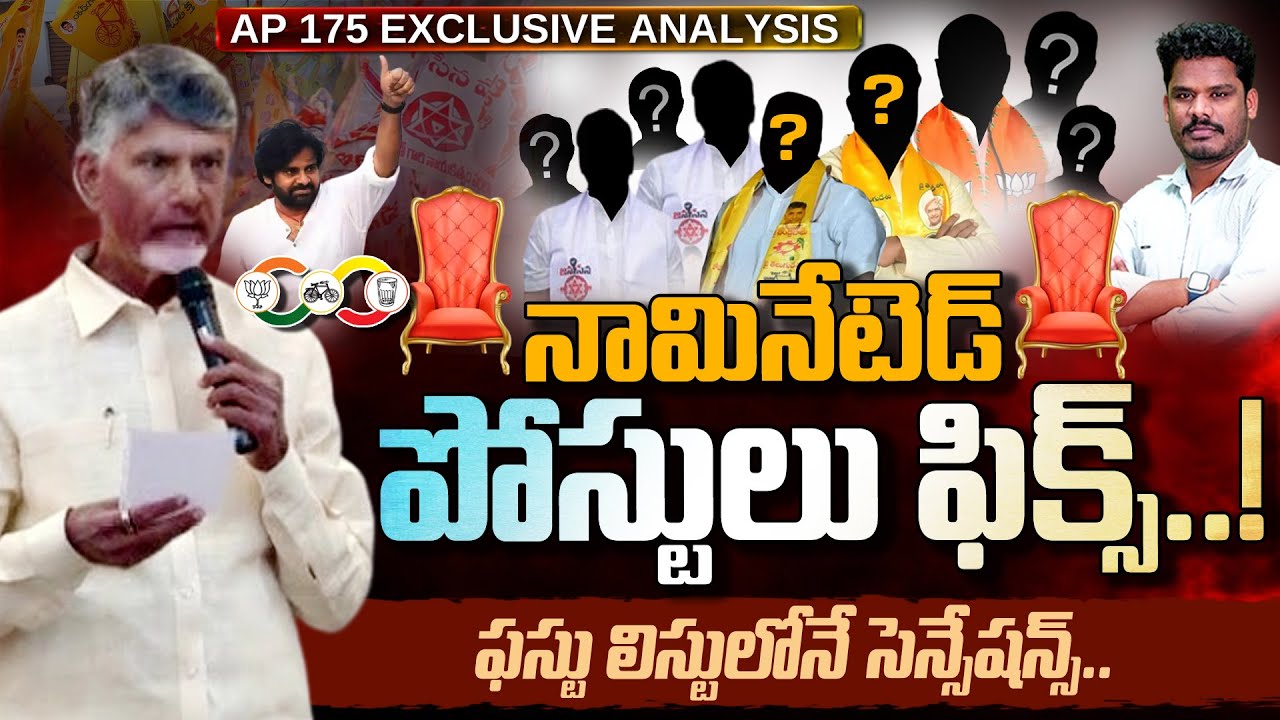 AP 175 EXCLUSIVE ANALYSIS
? ? ? ? ? ?
నామినేటెడ్
పోస్టులు ఫిక్స్..!
ఫస్టు లిస్టులోనే సెన్సేషన్స్..